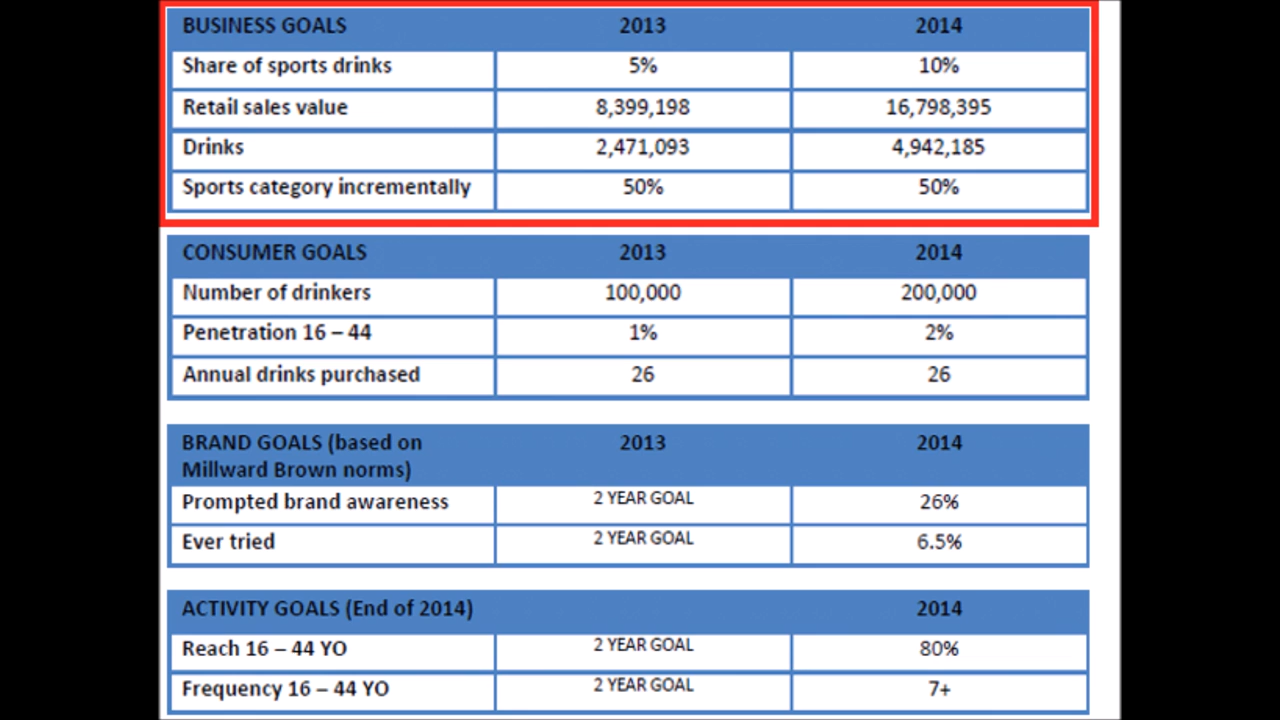 BUSINESS GOALS 2013 2014
Share of sports drinks 5% 10%
Retail sales value 8,399,198 16,798,395
Drinks 2,471,093 4,942,185
Sports category incrementally 50% 50%
CONSUMER GOALS 2013 2014
Number of drinkers 100,000 200,000
Penetration 16 – 44 1% 2%
Annual drinks purchased 26 26
BRAND GOALS (based on 2013 2014
Millward Brown norms)
Prompted brand awareness 2 YEAR GOAL 26%
Ever tried 2 YEAR GOAL 6.5%
ACTIVITY GOALS (End of 2014) 2014
Reach 16 – 44 YO 2 YEAR GOAL 80%
Frequency 16 – 44 YO 2 YEAR GOAL 7+